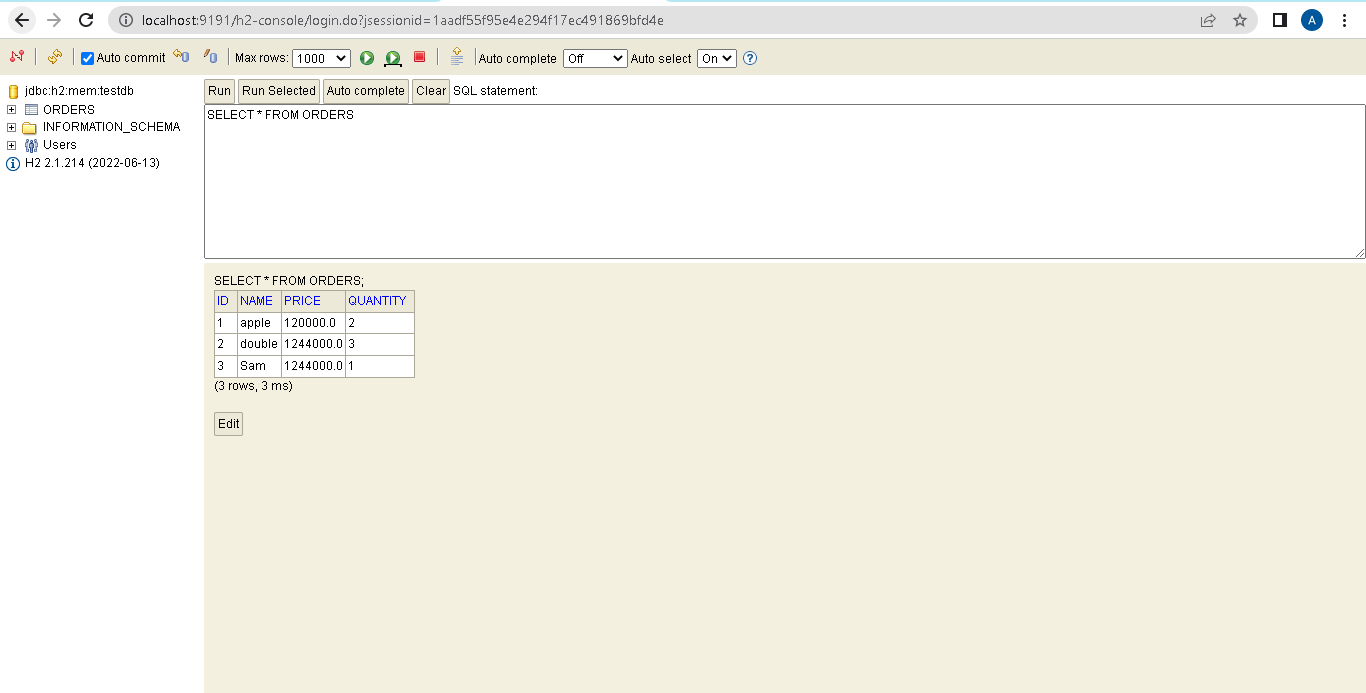 localhost:9191/h2-console/login.do?jsessionid=1aadf55f95e4e294f17ec491869bfd4e
A
Auto commit Max rows: 1000 Auto complete Off Auto select On ?
jdbc:h2:mem:testdb
ORDERS
INFORMATION_SCHEMA
Users
H2 2.1.214 (2022-06-13)
Run Run Selected Auto complete Clear SQL statement:
SELECT * FROM ORDERS
SELECT * FROM ORDERS;
ID NAME PRICE QUANTITY
1 apple 120000.0 2
2 double 1244000.0 3
3 Sam 1244000.0 1
(3 rows, 3 ms)
Edit